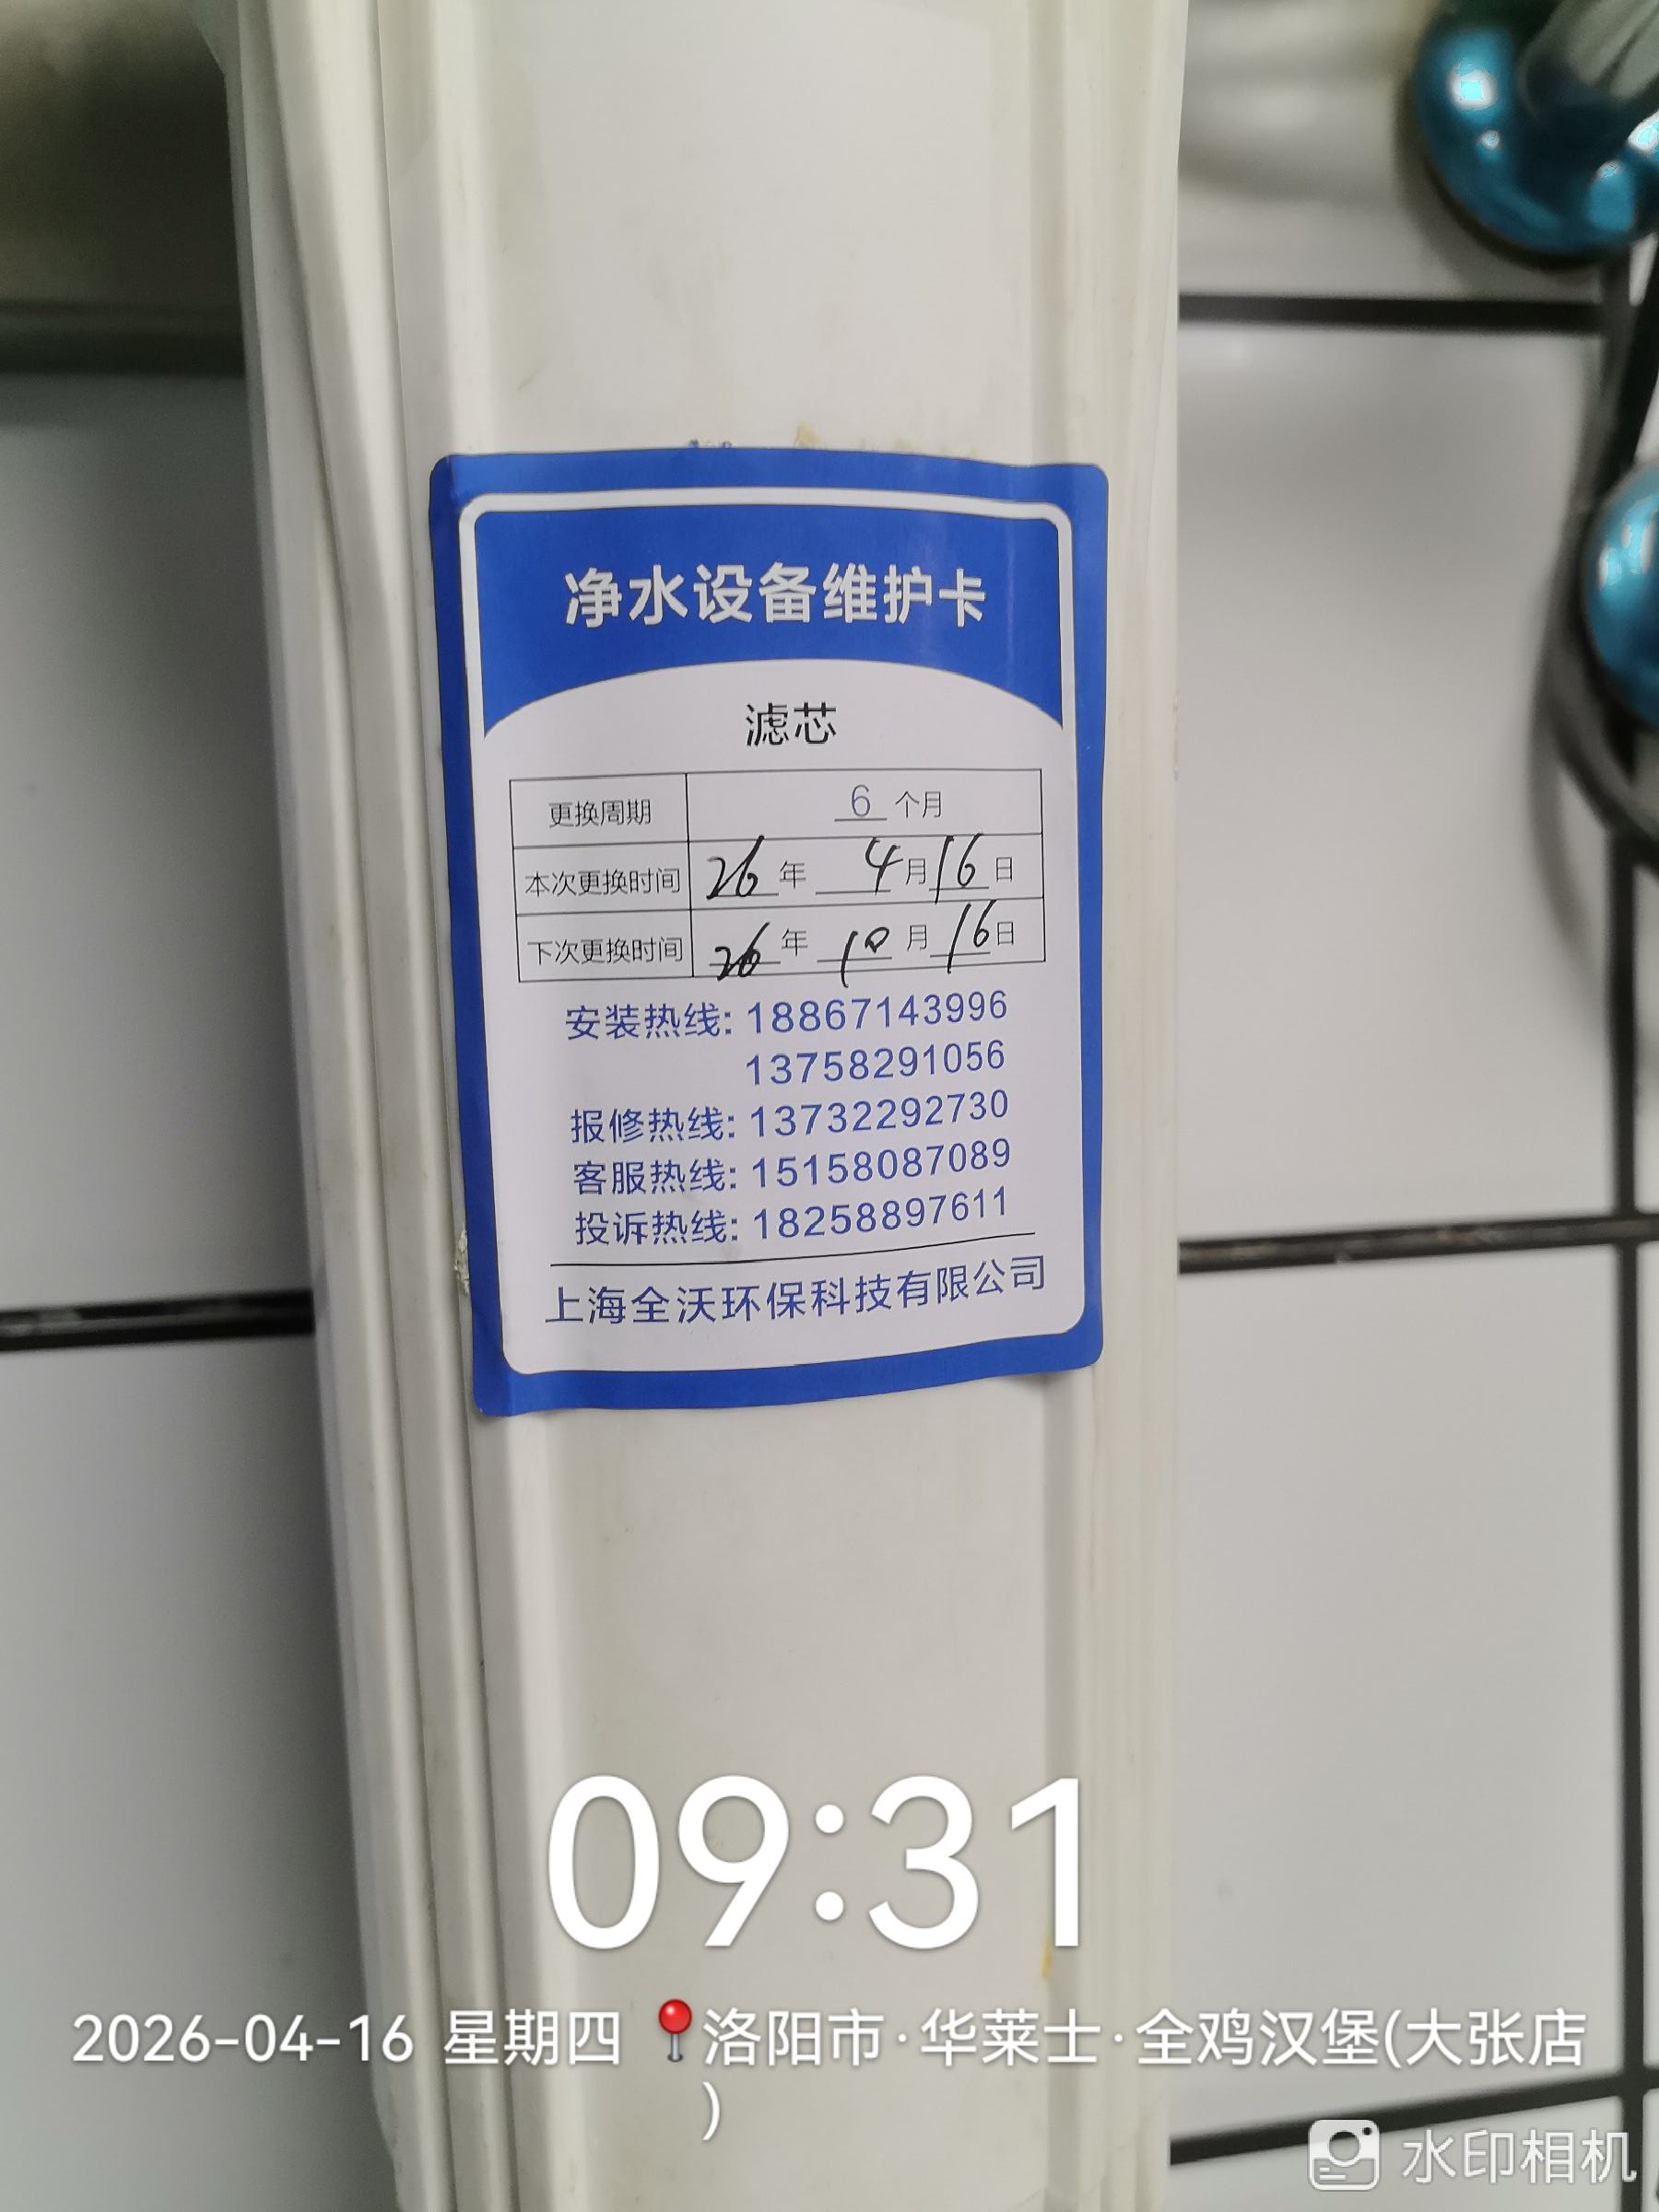 净水设备维护卡
滤芯
更换周期 6 个月
本次更换时间 26 年 4 月 16 日
下次更换时间 26 年 10 月 16 日
安装热线: 18867143996
13758291056
报修热线: 13732292730
客服热线: 15158087089
投诉热线: 18258897611
上海全沃环保科技有限公司
09:31
2026-04-16 星期四 洛阳市·华莱士·全鸡汉堡(大张店
)
水印相机